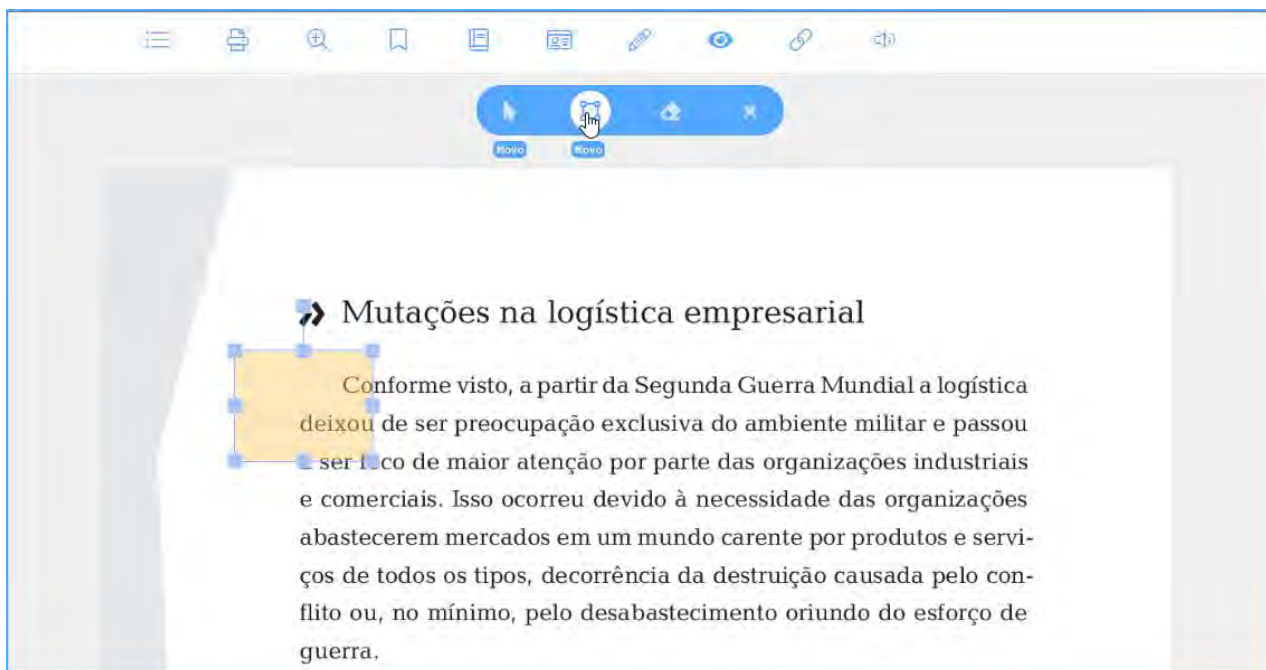 Novo
Novo
Mutações na logística empresarial
Conforme visto, a partir da Segunda Guerra Mundial a logística
deixou de ser preocupação exclusiva do ambiente militar e passou
a ser foco de maior atenção por parte das organizações industriais
e comerciais. Isso ocorreu devido à necessidade das organizações
abastecerem mercados em um mundo carente por produtos e servi-
ços de todos os tipos, decorrência da destruição causada pelo con-
flito ou, no mínimo, pelo desabastecimento oriundo do esforço de
guerra.